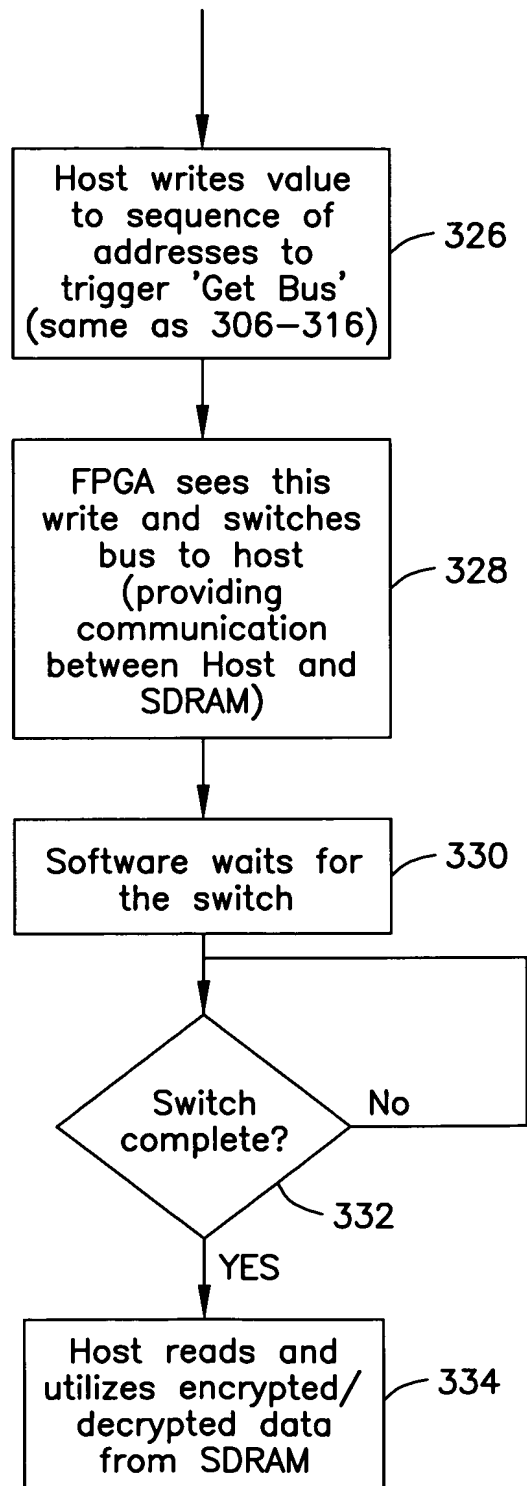 Host writes value
to sequence of
addresses to
trigger 'Get Bus'
(same as 306–316)
326
FPGA sees this
write and switches
bus to host
(providing
communication
between Host and
SDRAM)
328
Software waits for
the switch
330
Switch
complete?
No
332
YES
Host reads and
utilizes encrypted/
decrypted data
from SDRAM
334